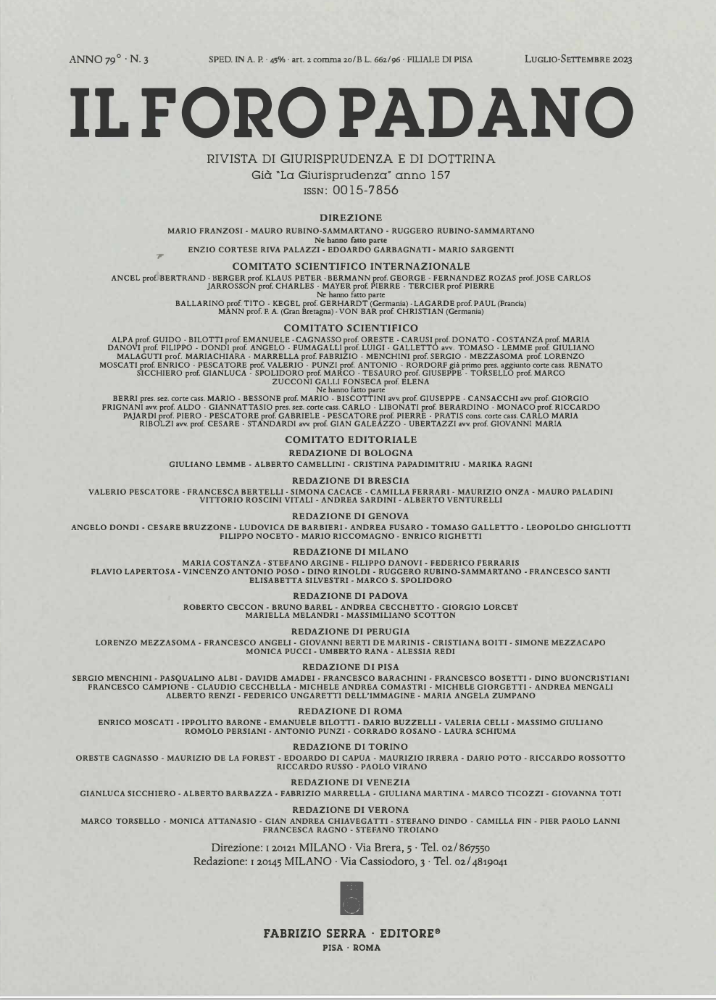 ANNO 79° · N. 3
SPED. IN A. P. · 45% · art. 2 comma 20/B L. 662/96 · FILIALE DI PISA
Luglio-Settembre 2023
IL FORO PADANO
RIVISTA DI GIURISPRUDENZA E DI DOTTRINA
Già "La Giurisprudenza" anno 157
ISSN: 0015-7856
DIREZIONE
MARIO FRANZOSI - MAURO RUBINO-SAMMARTANO - RUGGERO RUBINO-SAMMARTANO
Ne hanno fatto parte
ENZIO CORTESE RIVA PALAZZI - EDOARDO GARBAGNATI - MARIO SARGENTI
COMITATO SCIENTIFICO INTERNAZIONALE
ANCEL prof. BERTRAND - BERGER prof. KLAUS PETER - BERMANN prof. GEORGE - FERNANDEZ ROZAS prof. JOSE CARLOS
JARROSSON prof. CHARLES - MAYER prof. PIERRE - TERCIER prof. PIERRE
Ne hanno fatto parte
BALLARINO prof. TITO - KEGEL prof. GERHARDT (Germania) - LAGARDE prof. PAUL (Francia)
MANN prof. F. A. (Gran Bretagna) - VON BAR prof. CHRISTIAN (Germania)
COMITATO SCIENTIFICO
ALPA prof. GUIDO - BILOTTI prof. EMANUELE - CAGNASSO prof. ORESTE - CARUSI prof. DONATO - COSTANZA prof. MARIA
DANOVI prof. FILIPPO - DONDI prof. ANGELO - FUMAGALLI prof. LUIGI - GALLETTO avv. TOMASO - LEMME prof. GIULIANO
MALAGUTI prof. MARIACHIARA - MARRELLA prof. FABRIZIO - MENCHINI prof. SERGIO - MEZZASOMA prof. LORENZO
MOSCATI prof. ENRICO - PESCATORE prof. VALERIO - PUNZI prof. ANTONIO - RORDORF già primo pres. aggiunto corte cass. RENATO
SICCHIERO prof. GIANLUCA - SPOLIDORO prof. MARCO - TESAURO prof. GIUSEPPE - TORSELLO prof. MARCO
ZUCCONI GALLI FONSECA prof. ELENA
Ne hanno fatto parte
BERRI pres. sez. corte cass. MARIO - BESSONE prof. MARIO - BISCOTTINI avv. prof. GIUSEPPE - CANSACCHI avv. prof. GIORGIO
FRIGNANI avv. prof. ALDO - GIANNATTASIO pres. sez. corte cass. CARLO - LIBONATI prof. BERARDINO - MONACO prof. RICCARDO
PAJARDI prof. PIERO - PESCATORE prof. GABRIELE - PESCATORE prof. PIERRE - PRATIS cons. corte cass. CARLO MARIA
RIBOLZI avv. prof. CESARE - STANDARDI avv. prof. GIAN GALEAZZO - UBERTAZZI avv. prof. GIOVANNI MARIA
COMITATO EDITORIALE
REDAZIONE DI BOLOGNA
GIULIANO LEMME - ALBERTO CAMELLINI - CRISTINA PAPADIMITRIU - MARIKA RAGNI
REDAZIONE DI BRESCIA
VALERIO PESCATORE - FRANCESCA BERTELLI - SIMONA CACACE - CAMILLA FERRARI - MAURIZIO ONZA - MAURO PALADINI
VITTORIO ROSCINI VITALI - ANDREA SARDINI - ALBERTO VENTURELLI
REDAZIONE DI GENOVA
ANGELO DONDI - CESARE BRUZZONE - LUDOVICA DE BARBIERI - ANDREA FUSARO - TOMASO GALLETTO - LEOPOLDO GHIGLIOTTI
FILIPPO NOCETO - MARIO RICCOMAGNO - ENRICO RIGHETTI
REDAZIONE DI MILANO
MARIA COSTANZA - STEFANO ARGINE - FILIPPO DANOVI - FEDERICO FERRARIS
FLAVIO LAPERTOSA - VINCENZO ANTONIO POSO - DINO RINOLDI - RUGGERO RUBINO-SAMMARTANO - FRANCESCO SANTI
ELISABETTA SILVESTRI - MARCO S. SPOLIDORO
REDAZIONE DI PADOVA
ROBERTO CECCON - BRUNO BAREL - ANDREA CECCHETTO - GIORGIO LORCET
MARIELLA MELANDRI - MASSIMILIANO SCOTTON
REDAZIONE DI PERUGIA
LORENZO MEZZASOMA - FRANCESCO ANGELI - GIOVANNI BERTI DE MARINIS - CRISTIANA BOITI - SIMONE MEZZACAPO
MONICA PUCCI - UMBERTO RANA - ALESSIA REDI
REDAZIONE DI PISA
SERGIO MENCHINI - PASQUALINO ALBI - DAVIDE AMADEI - FRANCESCO BARACHINI - FRANCESCO BOSETTI - DINO BUONCRISTIANI
FRANCESCO CAMPIONE - CLAUDIO CECCHELLA - MICHELE ANDREA COMASTRI - MICHELE GIORGETTI - ANDREA MENGALI
ALBERTO RENZI - FEDERICO UNGARETTI DELL'IMMAGINE - MARIA ANGELA ZUMPANO
REDAZIONE DI ROMA
ENRICO MOSCATI - IPPOLITO BARONE - EMANUELE BILOTTI - DARIO BUZZELLI - VALERIA CELLI - MASSIMO GIULIANO
ROMOLO PERSIANI - ANTONIO PUNZI - CORRADO ROSANO - LAURA SCHIUMA
REDAZIONE DI TORINO
ORESTE CAGNASSO - MAURIZIO DE LA FOREST - EDOARDO DI CAPUA - MAURIZIO IRRERA - DARIO POTO - RICCARDO ROSSOTTO
RICCARDO RUSSO - PAOLO VIRANO
REDAZIONE DI VENEZIA
GIANLUCA SICCHIERO - ALBERTO BARBAZZA - FABRIZIO MARRELLA - GIULIANA MARTINA - MARCO TICOZZI - GIOVANNA TOTI
REDAZIONE DI VERONA
MARCO TORSELLO - MONICA ATTANASIO - GIAN ANDREA CHIAVEGATTI - STEFANO DINDO - CAMILLA FIN - PIER PAOLO LANNI
FRANCESCA RAGNO - STEFANO TROIANO
Direzione: I 20121 MILANO · Via Brera, 5 · Tel. 02/867550
Redazione: I 20145 MILANO · Via Cassiodoro, 3 · Tel. 02/4819041
FABRIZIO SERRA · EDITORE®
PISA · ROMA